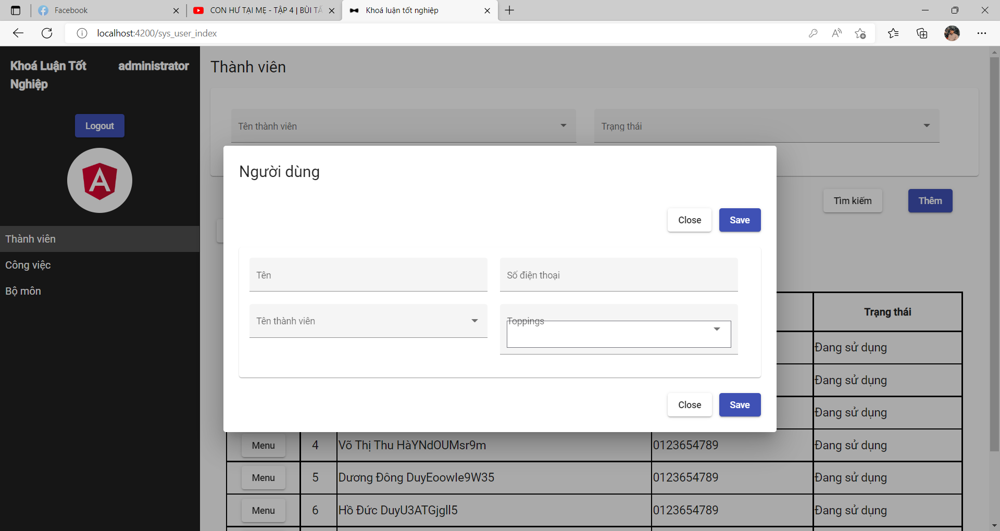 Facebook
CON HƯ TẠI MẸ - TẬP 4 | BÙI TẤ
Khoá luận tốt nghiệp
localhost:4200/sys_user_index
Khoá Luận Tốt Nghiệp
administrator
Logout
Thành viên
Công việc
Bộ môn
Thành viên
Tên thành viên
Trạng thái
Tìm kiếm
Thêm
Người dùng
Close
Save
Tên
Số điện thoại
Tên thành viên
Toppings
Close
Save
Trạng thái
Đang sử dụng
Đang sử dụng
Đang sử dụng
Menu 4 Võ Thị Thu HàYNdOUMsr9m 0123654789 Đang sử dụng
Menu 5 Dương Đông DuyEoowle9W35 0123654789 Đang sử dụng
Menu 6 Hồ Đức DuyU3ATGjgll5 0123654789 Đang sử dụng